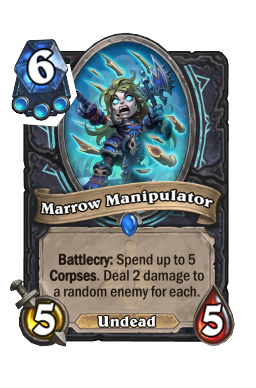 6
Marrow Manipulator
Battlecry: Spend up to 5
Corpses. Deal 2 damage to
a random enemy for each.
5
Undead
5